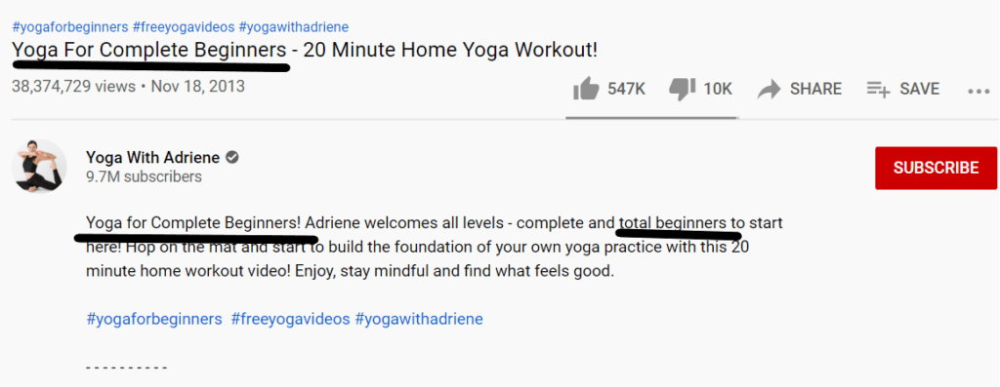 #yogaforbeginners #freeyogavideos #yogawithadriene
Yoga For Complete Beginners - 20 Minute Home Yoga Workout!
38,374,729 views • Nov 18, 2013
547K 10K SHARE SAVE
Yoga With Adriene
9.7M subscribers
SUBSCRIBE
Yoga for Complete Beginners! Adriene welcomes all levels - complete and total beginners to start
here! Hop on the mat and start to build the foundation of your own yoga practice with this 20
minute home workout video! Enjoy, stay mindful and find what feels good.
#yogaforbeginners #freeyogavideos #yogawithadriene
- - - - - - - - - -